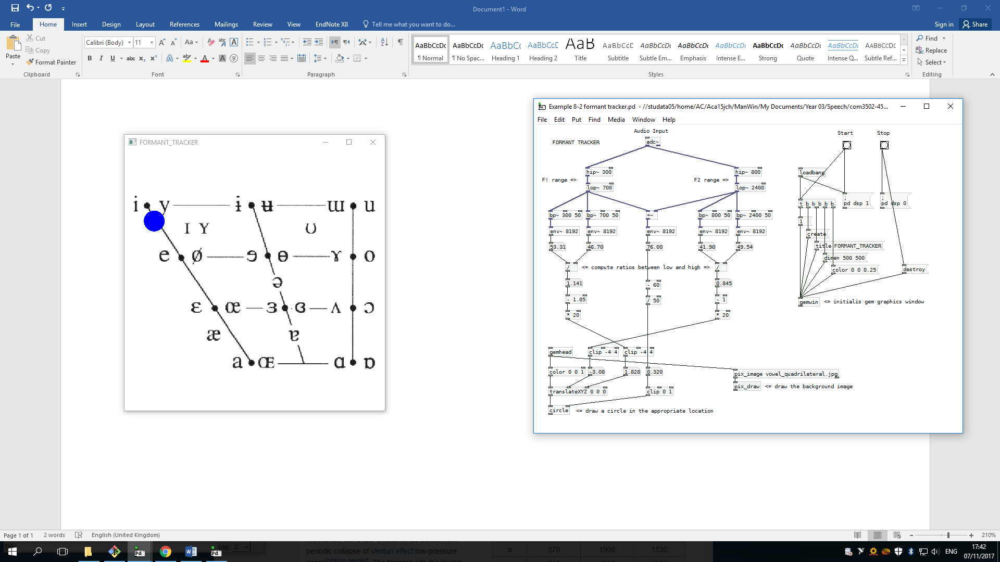 Document1 - Word
File Home Insert Design Layout References Mailings Review View EndNote X8 Tell me what you want to do... Sign in Share
Paste
Cut
Copy
Format Painter
Clipboard
Calibri (Body) 11
Font
Paragraph
AaBbCcDc AaBbCcDc AaBbCc AaBbCcD AaB AaBbCcD AaBbCcDc AaBbCcDc AaBbCcDc AaBbCcDc AaBbCcDc AaBbCcDc AABBCCDD
¶ Normal ¶ No Spac... Heading 1 Heading 2 Title Subtitle Subtle Em... Emphasis Intense E... Strong Quote Intense Q... Subtle Ref...
Styles
Find
Replace
Select
Editing
FORMANT_TRACKER
i y ɨ ʉ ɯ u
ɪ ʏ ʊ
e ø ɘ ɵ ɤ o
ə
ɛ œ ɜ ɞ ʌ ɔ
æ ɐ
a ɶ ɑ ɒ
Example 8-2 formant tracker.pd - //studata05/home/AC/Aca15jch/ManWin/My Documents/Year 03/Speech/com3502-45...
File Edit Put Find Media Window Help
Audio Input
Start Stop
FORMANT TRACKER
adc~
hip~ 300
hip~ 800
loadbang
F! range =>
F2 range =>
lop~ 700
lop~ 2400
;
pd dsp 1
;
pd dsp 0
t b b b b b
bp~ 300 50
bp~ 700 50
+~
bp~ 800 50
bp~ 2400 50
1
env~ 8192
env~ 8192
env~ 8192
env~ 8192
env~ 8192
create
53.31
46.70
76.00
41.90
49.54
title FORMANT_TRACKER
dimen 500 500
/
<= compute ratios between low and high =>
/
color 0 0 0.25
destroy
1.141
- 60
0.845
- 1.05
/ 50
- 1
gemwin
<= initialis gem graphics window
* 20
* 20
gemhead
clip -4 4
clip -4 4
color 0 0 1
-3.08
1.828
0.320
pix_image vowel_quadrilateral.jpg
pix_draw
<= draw the background image
translateXYZ 0 0 0
clip 0 1
circle
<= draw a circle in the appropriate location
Page 1 of 1 2 words English (United Kingdom) 210%
Log: 2
periodic collapse of Venturi effect low-pressure
ø 370 1900 1530
ENG
17:42
07/11/2017